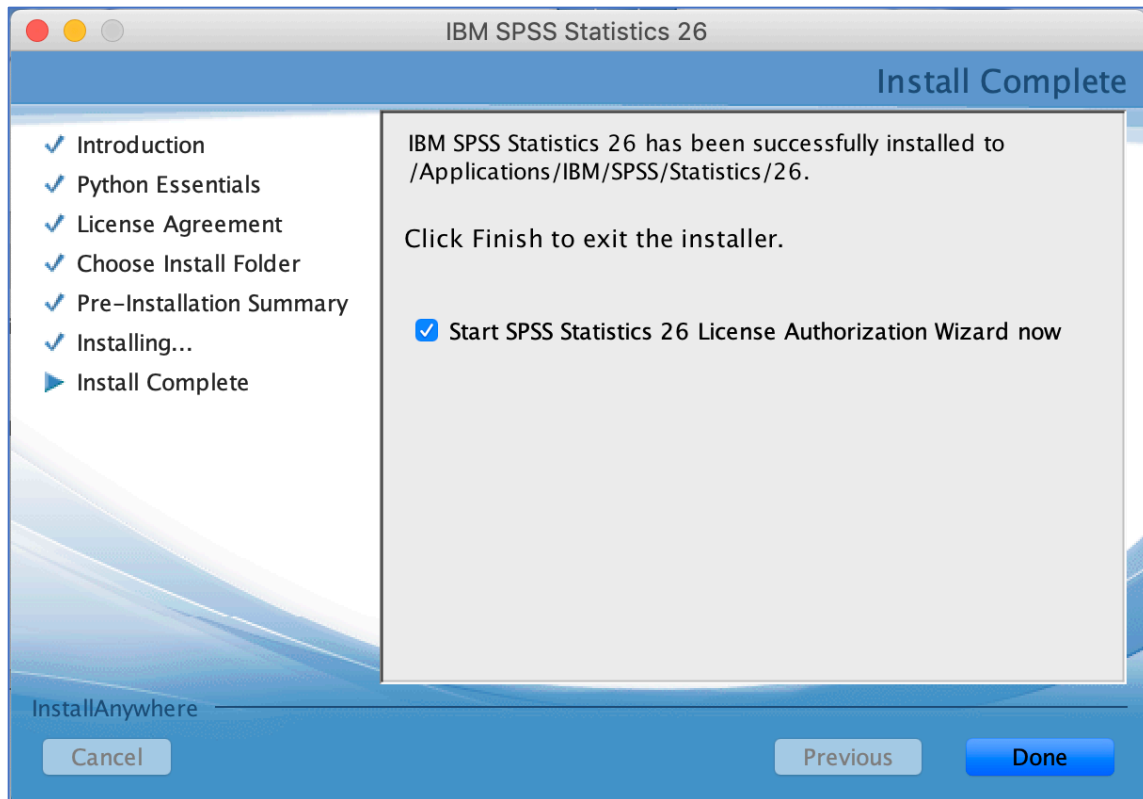 IBM SPSS Statistics 26
Install Complete
Introduction
Python Essentials
License Agreement
Choose Install Folder
Pre-Installation Summary
Installing...
Install Complete
IBM SPSS Statistics 26 has been successfully installed to
/Applications/IBM/SPSS/Statistics/26.
Click Finish to exit the installer.
Start SPSS Statistics 26 License Authorization Wizard now
InstallAnywhere
Cancel
Previous
Done